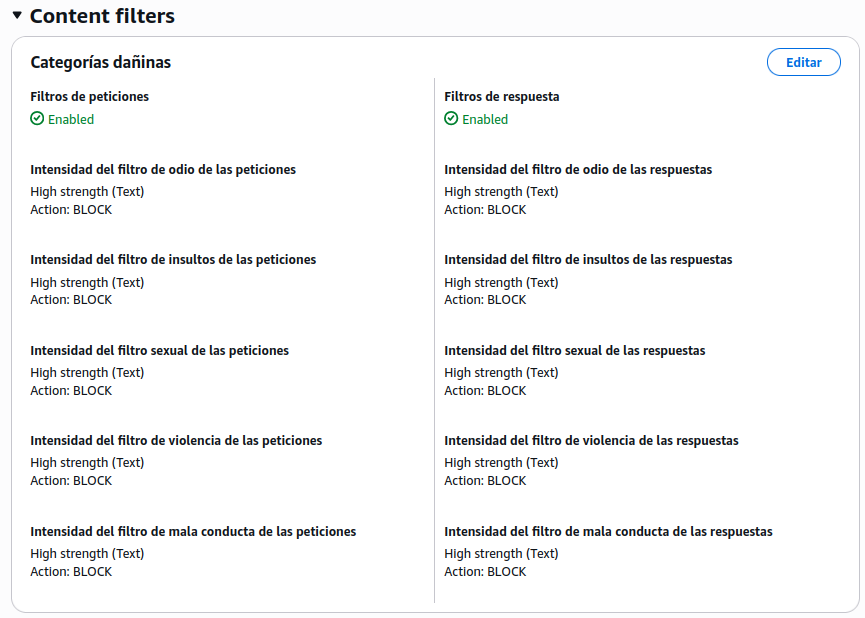 Content filters
Categorías dañinas
Editar
Filtros de peticiones
Enabled
Intensidad del filtro de odio de las peticiones
High strength (Text)
Action: BLOCK
Intensidad del filtro de insultos de las peticiones
High strength (Text)
Action: BLOCK
Intensidad del filtro sexual de las peticiones
High strength (Text)
Action: BLOCK
Intensidad del filtro de violencia de las peticiones
High strength (Text)
Action: BLOCK
Intensidad del filtro de mala conducta de las peticiones
High strength (Text)
Action: BLOCK
Filtros de respuesta
Enabled
Intensidad del filtro de odio de las respuestas
High strength (Text)
Action: BLOCK
Intensidad del filtro de insultos de las respuestas
High strength (Text)
Action: BLOCK
Intensidad del filtro sexual de las respuestas
High strength (Text)
Action: BLOCK
Intensidad del filtro de violencia de las respuestas
High strength (Text)
Action: BLOCK
Intensidad del filtro de mala conducta de las respuestas
High strength (Text)
Action: BLOCK